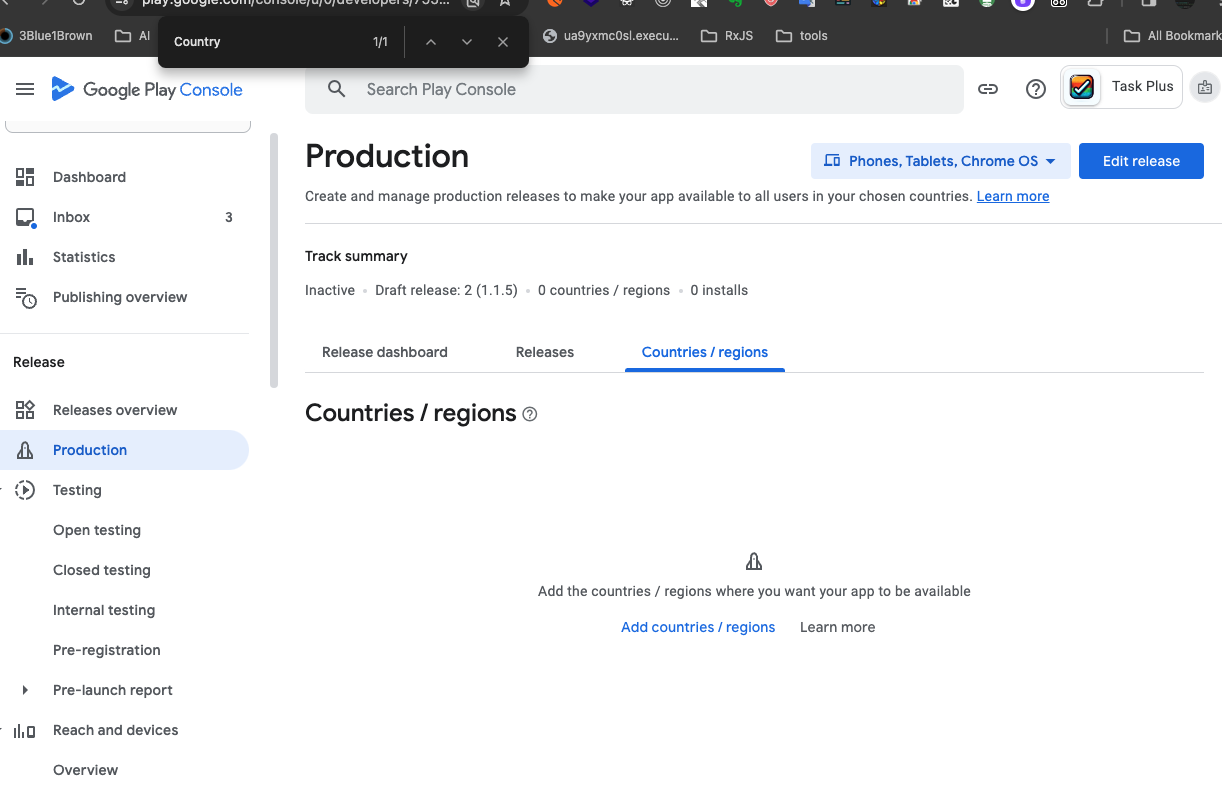 play.google.com/console/u/0/developers/
3Blue1Brown
AI
Country
1/1
ua9yxmc0sl.execu...
RxJS
tools
All Bookmark
Google Play Console
Search Play Console
Task Plus
Dashboard
Inbox 3
Statistics
Publishing overview
Release
Releases overview
Production
Testing
Open testing
Closed testing
Internal testing
Pre-registration
Pre-launch report
Reach and devices
Overview
Production
Phones, Tablets, Chrome OS
Edit release
Create and manage production releases to make your app available to all users in your chosen countries. Learn more
Track summary
Inactive • Draft release: 2 (1.1.5) • 0 countries / regions • 0 installs
Release dashboard
Releases
Countries / regions
Countries / regions
Add the countries / regions where you want your app to be available
Add countries / regions
Learn more